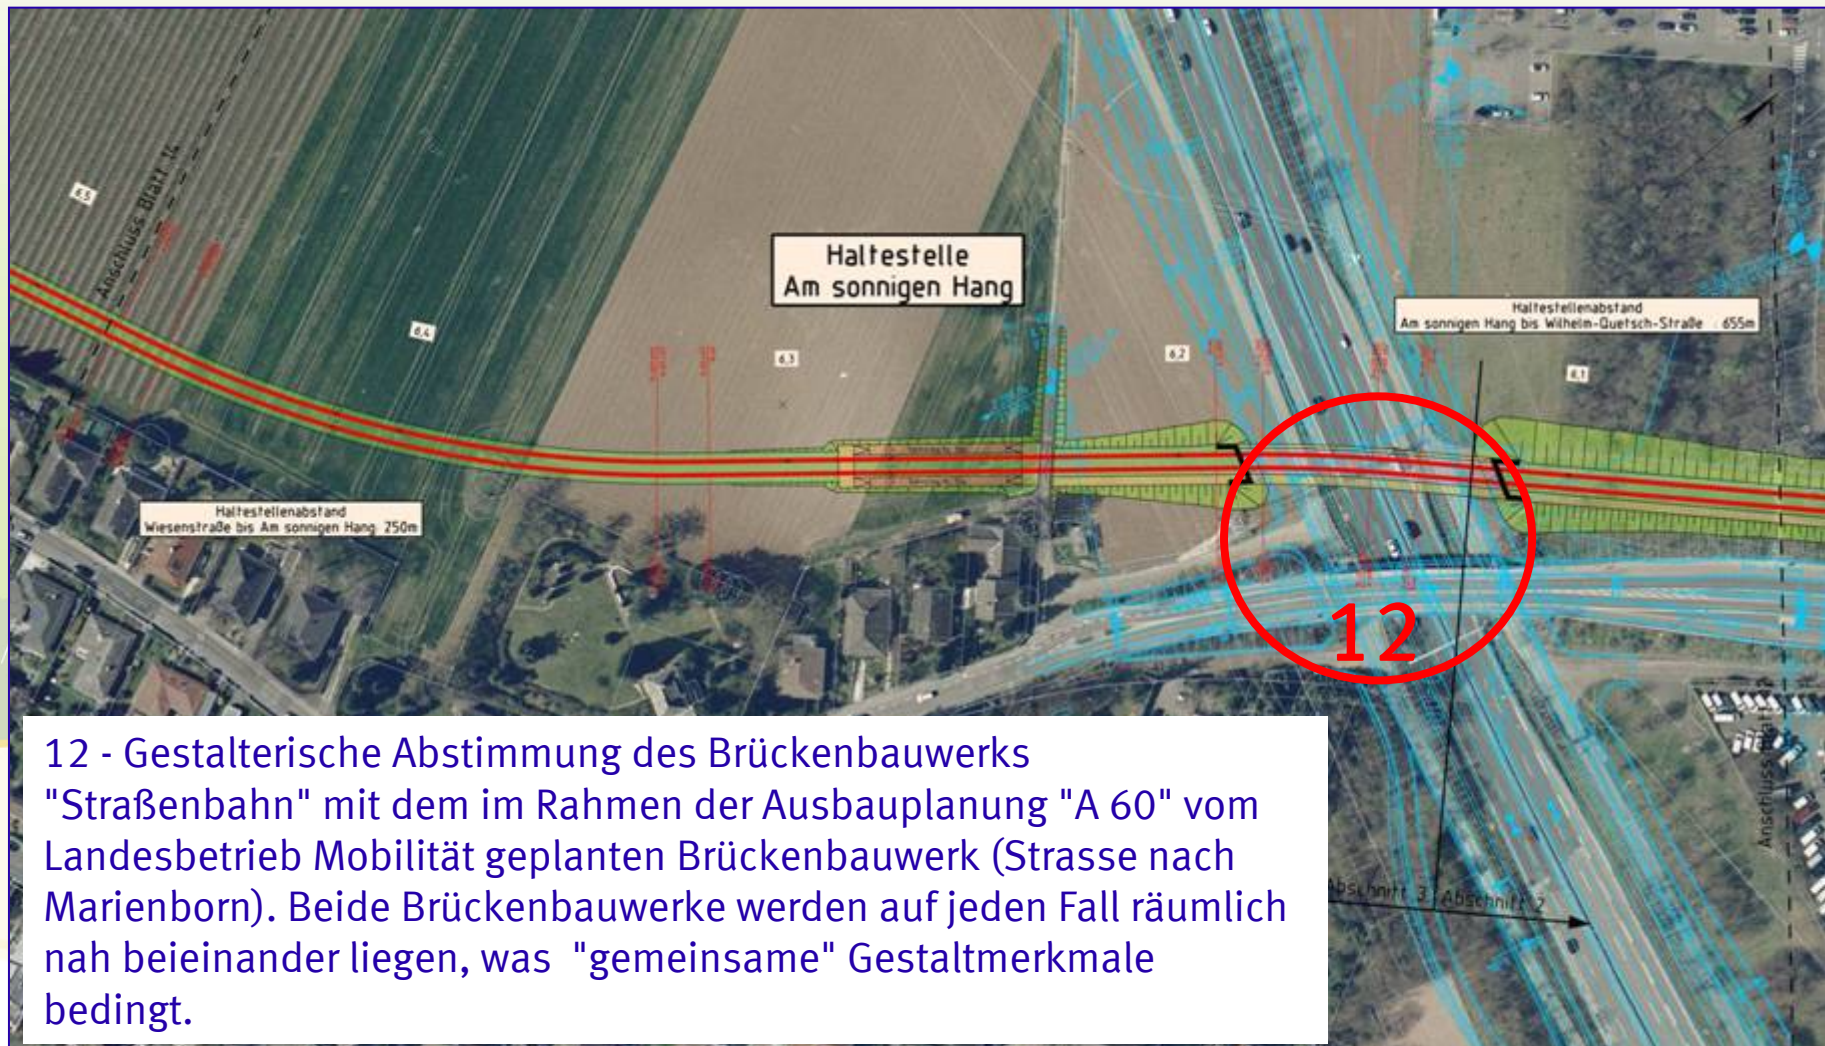 Anschluss Blatt 14
6,5
6,4
6,3
6,2
6,1
Haltestelle
Am sonnigen Hang
Haltestellenabstand
Am sonnigen Hang bis Wilhelm-Quetsch-Straße : 655m
Haltestellenabstand
Wiesenstraße bis Am sonnigen Hang: 250m
12
Abschnitt 3 Abschnitt 2
12 - Gestalterische Abstimmung des Brückenbauwerks
"Straßenbahn" mit dem im Rahmen der Ausbauplanung "A 60" vom
Landesbetrieb Mobilität geplanten Brückenbauwerk (Strasse nach
Marienborn). Beide Brückenbauwerke werden auf jeden Fall räumlich
nah beieinander liegen, was "gemeinsame" Gestaltmerkmale
bedingt.